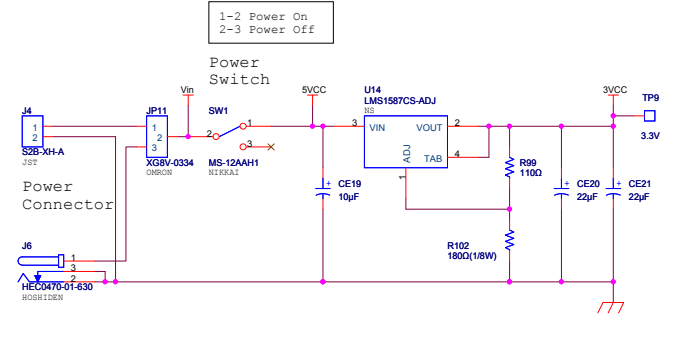 1-2 Power On
2-3 Power Off
Power
Switch
Vin
5VCC
U14
LMS1587CS-ADJ
NS
3VCC
TP9
3.3V
J4
1
2
S2B-XH-A
JST
JP11
1
2
3
XG8V-0334
OMRON
SW1
2
1
3
MS-12AAH1
NIKKAI
3
VIN
VOUT
2
TAB
4
ADJ
1
R99
110Ω
CE19
10µF
+
CE20
22µF
+
CE21
22µF
+
Power
Connector
R102
180Ω(1/8W)
J6
1
3
2
HEC0470-01-630
HOSHIDEN